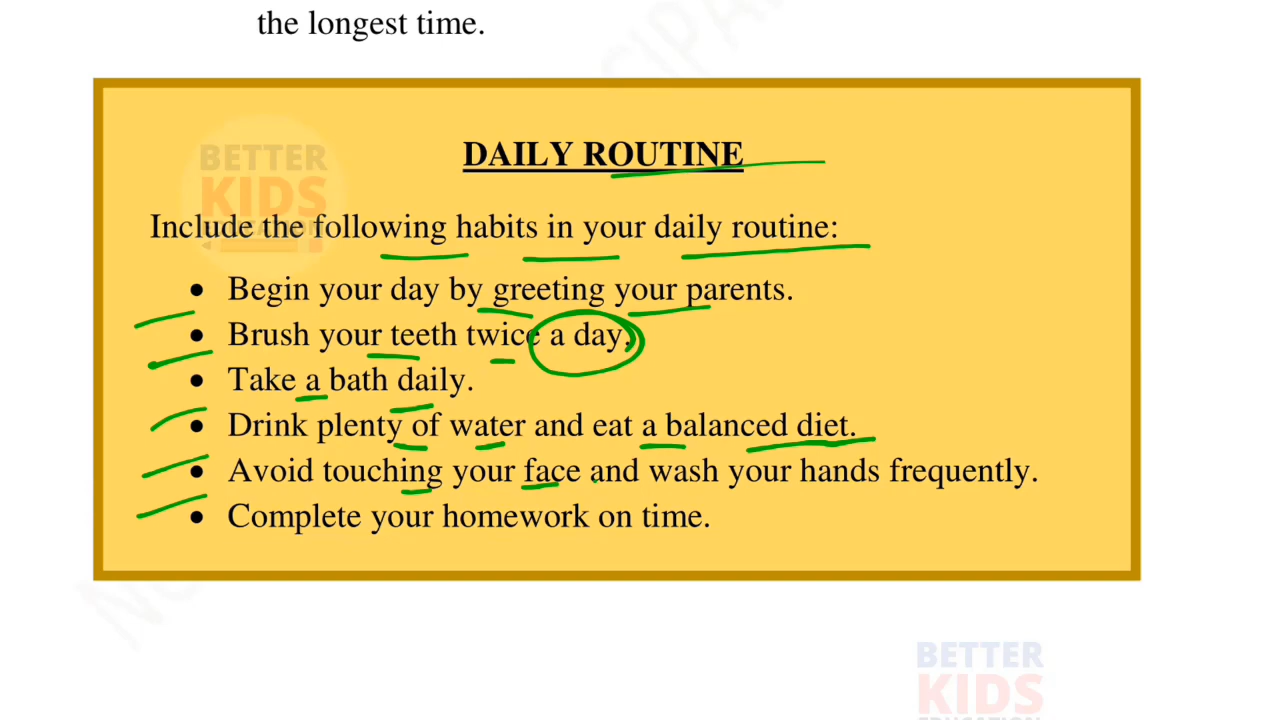 the longest time.
BETTER
KIDS
EDUCATION
DAILY ROUTINE
Include the following habits in your daily routine:
• Begin your day by greeting your parents.
• Brush your teeth twice a day.
• Take a bath daily.
• Drink plenty of water and eat a balanced diet.
• Avoid touching your face and wash your hands frequently.
• Complete your homework on time.
BETTER
KIDS